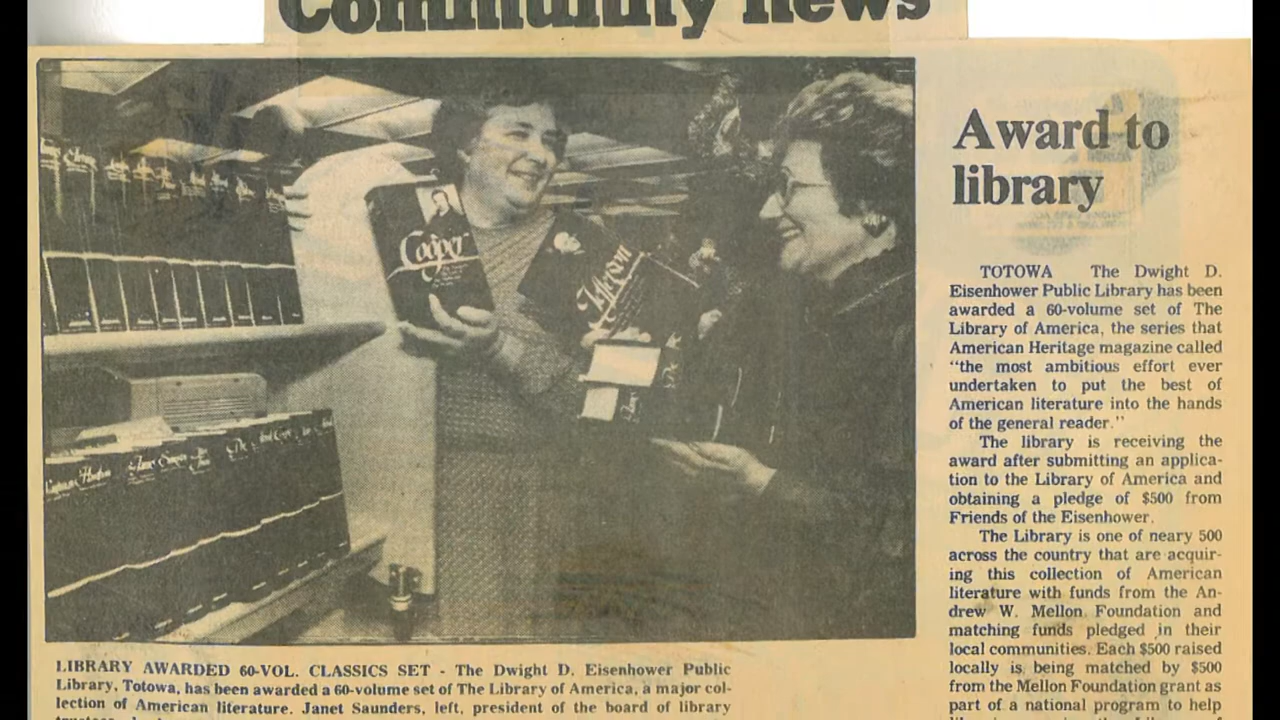 Community news
Cooper
Jefferson
Award to
library
TOTOWA The Dwight D.
Eisenhower Public Library has been
awarded a 60-volume set of The
Library of America, the series that
American Heritage magazine called
"the most ambitious effort ever
undertaken to put the best of
American literature into the hands
of the general reader."
The library is receiving the
award after submitting an applica-
tion to the Library of America and
obtaining a pledge of $500 from
Friends of the Eisenhower.
The Library is one of neary 500
across the country that are acquir-
ing this collection of American
literature with funds from the An-
drew W. Mellon Foundation and
matching funds pledged in their
local communities. Each $500 raised
locally is being matched by $500
from the Mellon Foundation grant as
part of a national program to help
LIBRARY AWARDED 60-VOL. CLASSICS SET - The Dwight D. Eisenhower Public
Library, Totowa, has been awarded a 60-volume set of The Library of America, a major col-
lection of American literature. Janet Saunders, left, president of the board of library